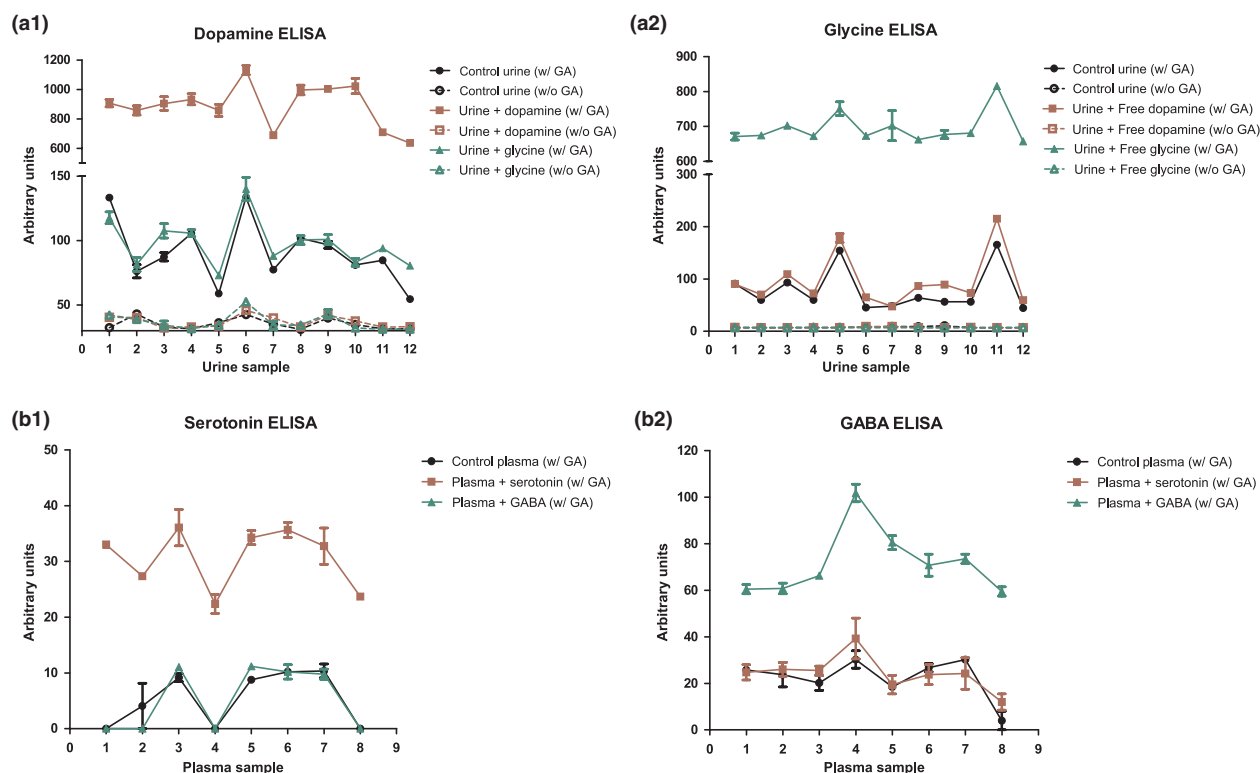 (a1)
Dopamine ELISA
1200
1000
800
600
150
100
50
Arbitrary units
0 1 2 3 4 5 6 7 8 9 10 11 12
Urine sample
Control urine (w/ GA)
Control urine (w/o GA)
Urine + dopamine (w/ GA)
Urine + dopamine (w/o GA)
Urine + glycine (w/ GA)
Urine + glycine (w/o GA)
(a2)
Glycine ELISA
900
800
700
600
300
200
100
0
Arbitrary units
0 1 2 3 4 5 6 7 8 9 10 11 12
Urine sample
Control urine (w/ GA)
Control urine (w/o GA)
Urine + Free dopamine (w/ GA)
Urine + Free dopamine (w/o GA)
Urine + Free glycine (w/ GA)
Urine + Free glycine (w/o GA)
(b1)
Serotonin ELISA
50
40
30
20
10
0
Arbitrary units
0 1 2 3 4 5 6 7 8 9
Plasma sample
Control plasma (w/ GA)
Plasma + serotonin (w/ GA)
Plasma + GABA (w/ GA)
(b2)
GABA ELISA
120
100
80
60
40
20
0
Arbitrary units
0 1 2 3 4 5 6 7 8 9
Plasma sample
Control plasma (w/ GA)
Plasma + serotonin (w/ GA)
Plasma + GABA (w/ GA)